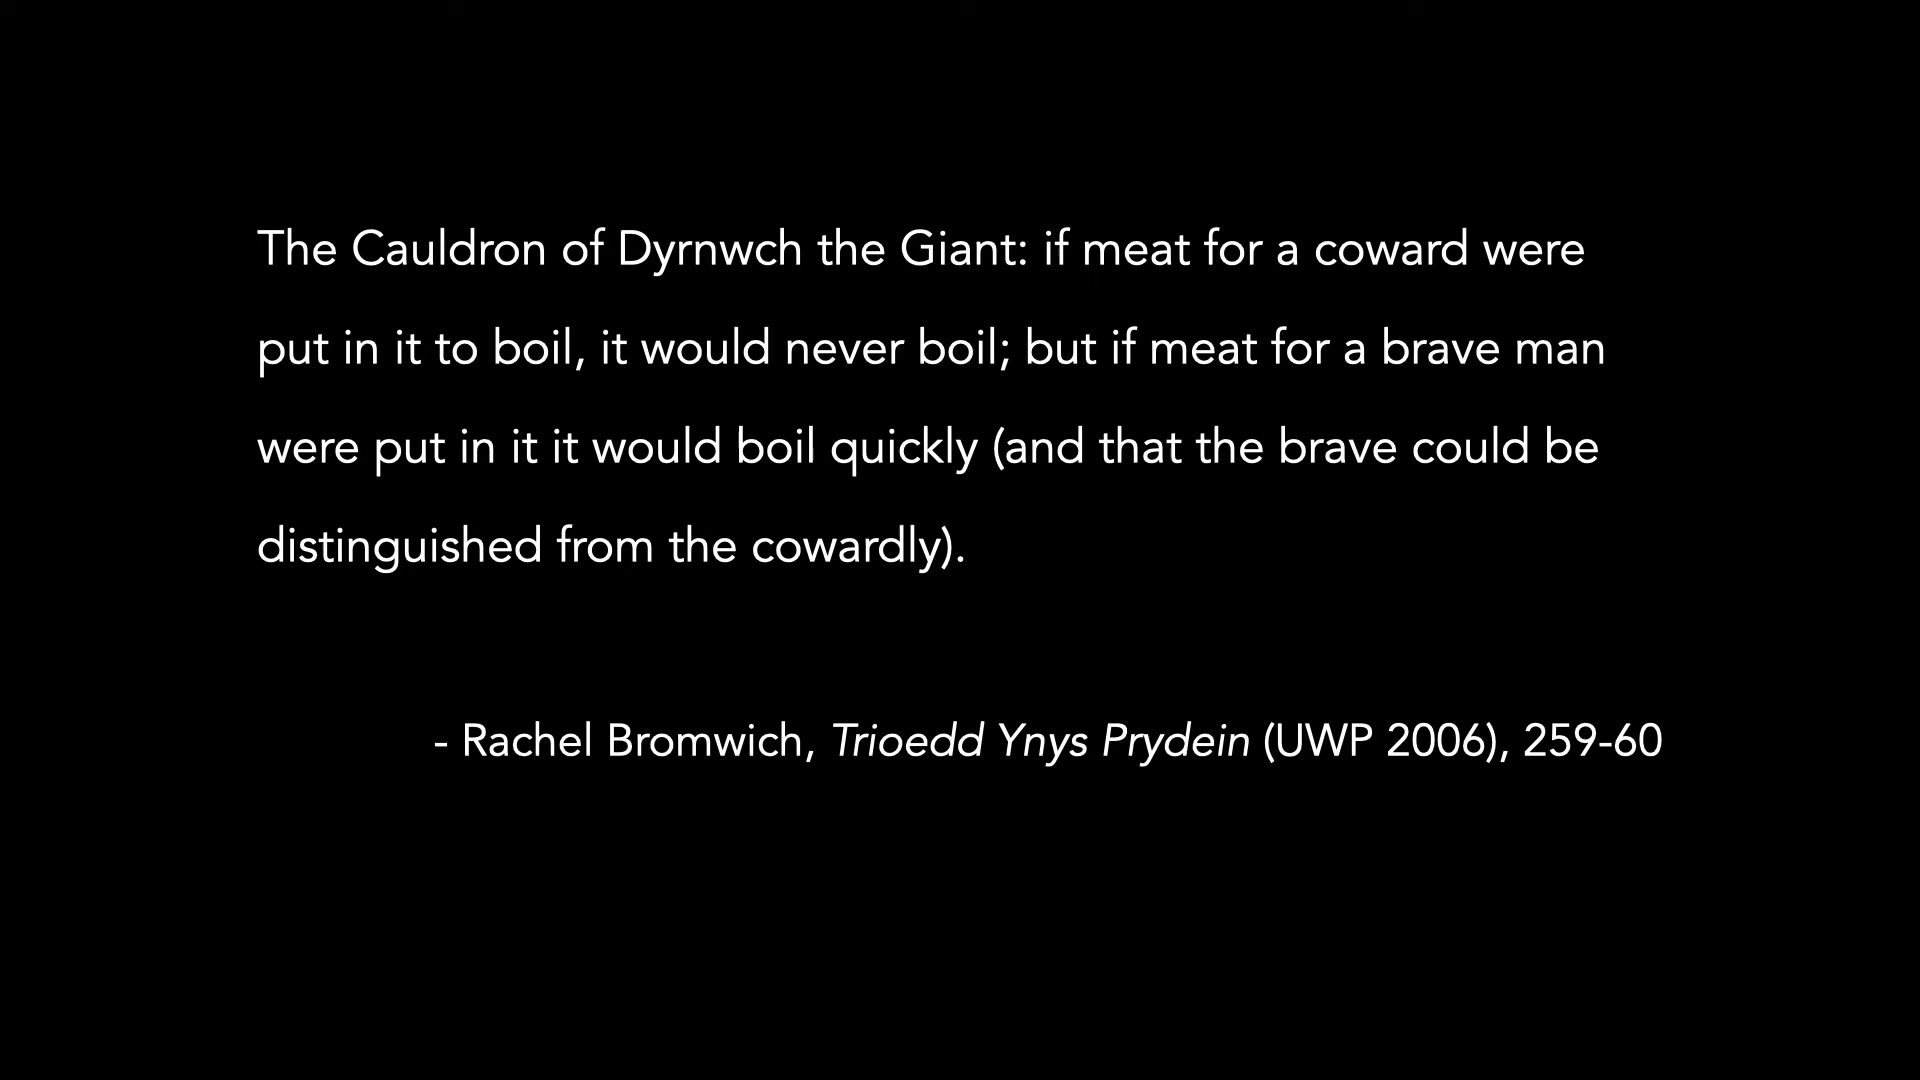 The Cauldron of Dyrnwch the Giant: if meat for a coward were
put in it to boil, it would never boil; but if meat for a brave man
were put in it it would boil quickly (and that the brave could be
distinguished from the cowardly).
- Rachel Bromwich, Trioedd Ynys Prydein (UWP 2006), 259-60